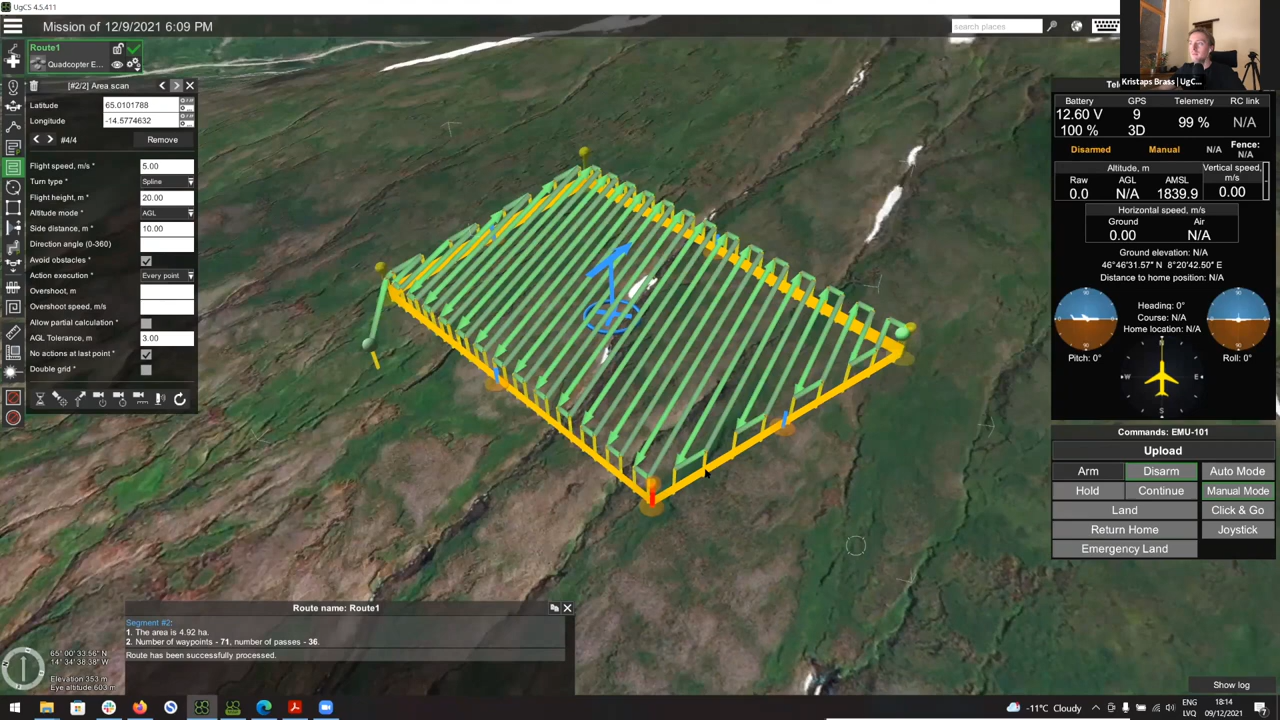 UgCS 4.5.411
Mission of 12/9/2021 6:09 PM
search places
Route1
Quadcopter E...
[#2/2] Area scan
Latitude 65.0101788
Longitude -14.5774632
#4/4 Remove
Flight speed, m/s * 5.00
Turn type * Spline
Flight height, m * 20.00
Altitude mode * AGL
Side distance, m * 10.00
Direction angle (0-360)
Avoid obstacles *
Action execution * Every point
Overshoot, m
Overshoot speed, m/s
Allow partial calculation *
AGL Tolerance, m 3.00
No actions at last point *
Double grid *
Kristaps Brass | UgC...
Battery GPS Telemetry RC link
12.60 V 9 99 % N/A
100 % 3D
Disarmed Manual N/A Fence: N/A
Altitude, m Vertical speed, m/s
Raw AGL AMSL
0.0 N/A 1839.9 0.00
Horizontal speed, m/s
Ground Air
0.00 N/A
Ground elevation: N/A
46°46'31.57" N 8°20'42.50" E
Distance to home position: N/A
Heading: 0°
Course: N/A
Home location: N/A
Pitch: 0° Roll: 0°
N
W E
S
Commands: EMU-101
Upload
Arm Disarm Auto Mode
Hold Continue Manual Mode
Land Click & Go
Return Home Joystick
Emergency Land
Route name: Route1
Segment #2:
1. The area is 4.92 ha.
2. Number of waypoints - 71, number of passes - 36.
Route has been successfully processed.
65° 00' 33.56" N
14° 34' 38.38" W
Elevation 353 m
Eye altitude 603 m
Show log
-11°C Cloudy
ENG
LVQ
18:14
09/12/2021